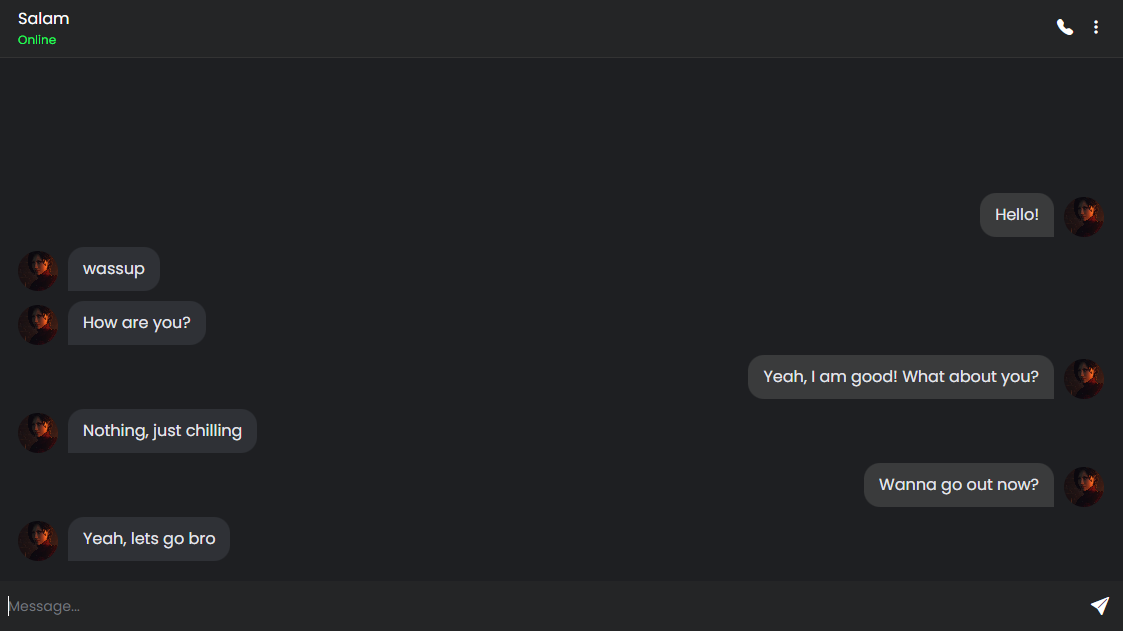 Salam
Online
Hello!
wassup
How are you?
Yeah, I am good! What about you?
Nothing, just chilling
Wanna go out now?
Yeah, lets go bro
Message...